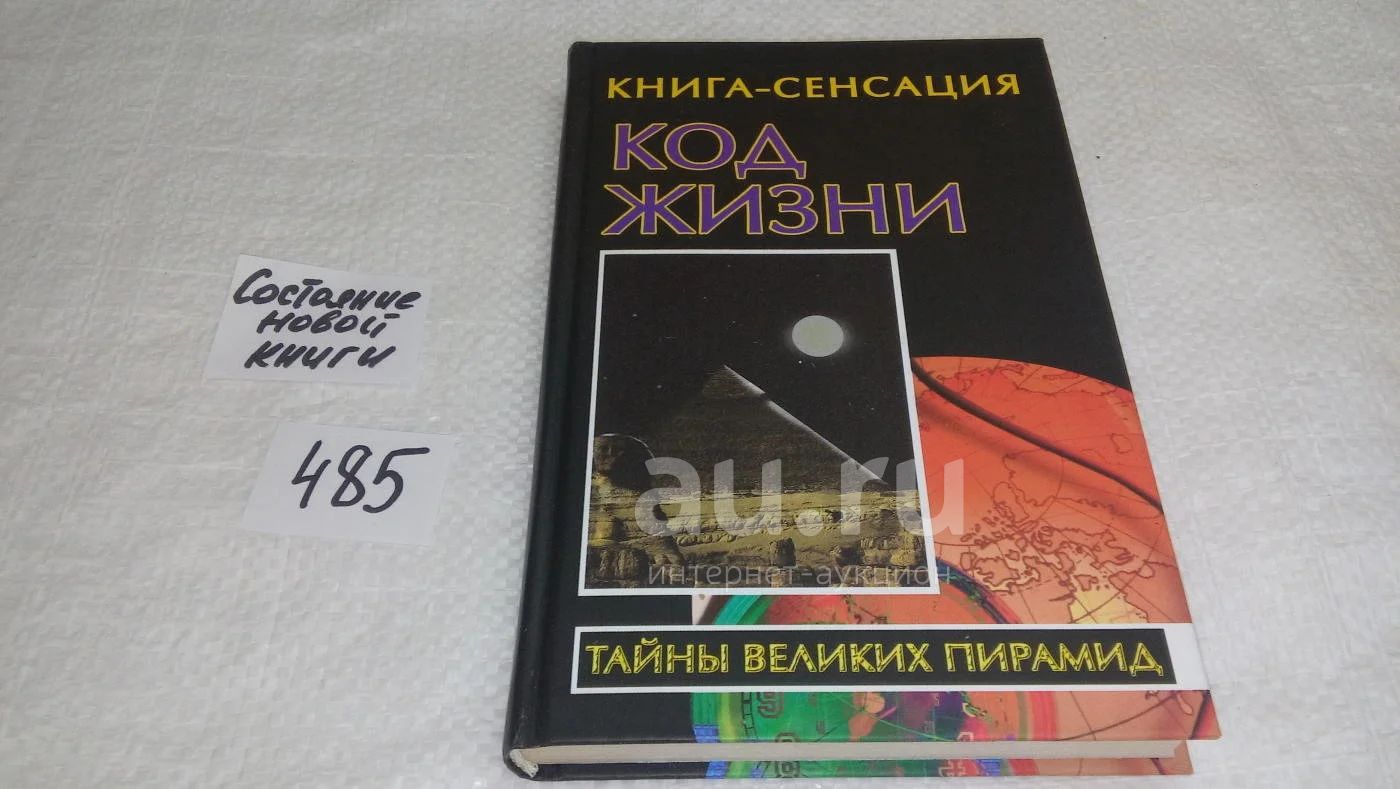 КНИГА-СЕНСАЦИЯ
КОД
ЖИЗНИ
Состояние
новой
книги
485
au.ru
интернет-аукцион
ТАЙНЫ ВЕЛИКИХ ПИРАМИД